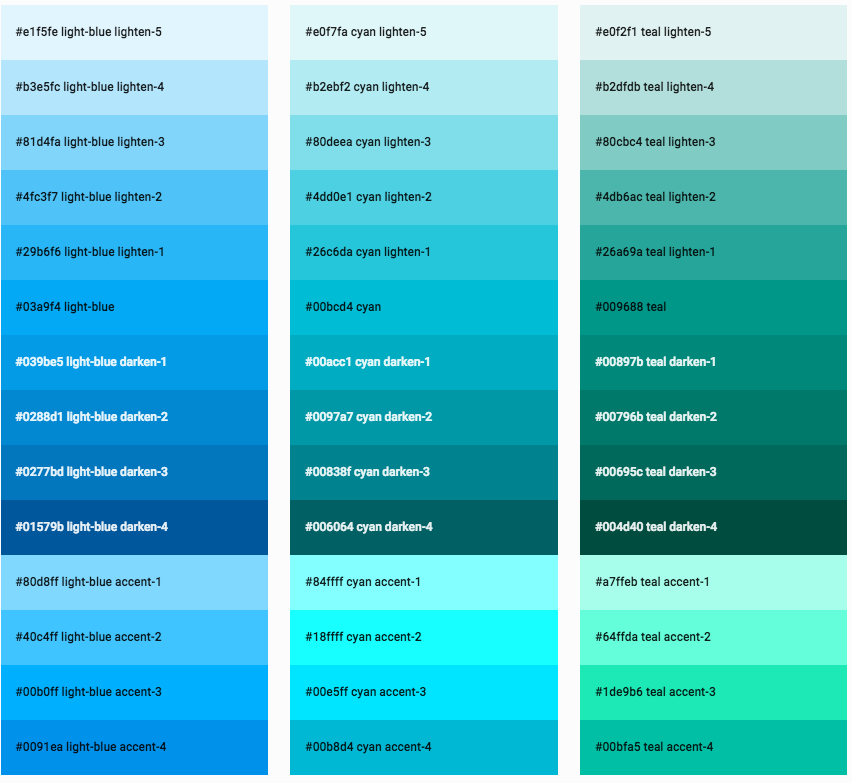 #e1f5fe light-blue lighten-5
#b3e5fc light-blue lighten-4
#81d4fa light-blue lighten-3
#4fc3f7 light-blue lighten-2
#29b6f6 light-blue lighten-1
#03a9f4 light-blue
#039be5 light-blue darken-1
#0288d1 light-blue darken-2
#0277bd light-blue darken-3
#01579b light-blue darken-4
#80d8ff light-blue accent-1
#40c4ff light-blue accent-2
#00b0ff light-blue accent-3
#0091ea light-blue accent-4
#e0f7fa cyan lighten-5
#b2ebf2 cyan lighten-4
#80deea cyan lighten-3
#4dd0e1 cyan lighten-2
#26c6da cyan lighten-1
#00bcd4 cyan
#00acc1 cyan darken-1
#0097a7 cyan darken-2
#00838f cyan darken-3
#006064 cyan darken-4
#84ffff cyan accent-1
#18ffff cyan accent-2
#00e5ff cyan accent-3
#00b8d4 cyan accent-4
#e0f2f1 teal lighten-5
#b2dfdb teal lighten-4
#80cbc4 teal lighten-3
#4db6ac teal lighten-2
#26a69a teal lighten-1
#009688 teal
#00897b teal darken-1
#00796b teal darken-2
#00695c teal darken-3
#004d40 teal darken-4
#a7ffeb teal accent-1
#64ffda teal accent-2
#1de9b6 teal accent-3
#00bfa5 teal accent-4